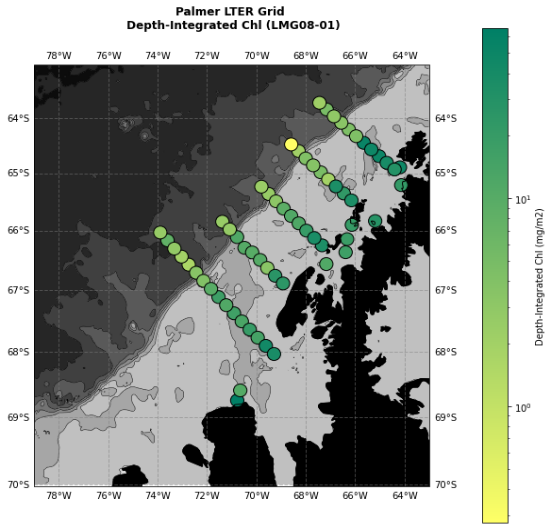 Palmer LTER Grid
Depth-Integrated Chl (LMG08-01)
78°W 76°W 74°W 72°W 70°W 68°W 66°W 64°W
64°S 64°S
65°S 65°S
66°S 66°S
67°S 67°S
68°S 68°S
69°S 69°S
70°S 70°S
78°W 76°W 74°W 72°W 70°W 68°W 66°W 64°W
10¹
10⁰
Depth-Integrated Chl (mg/m2)